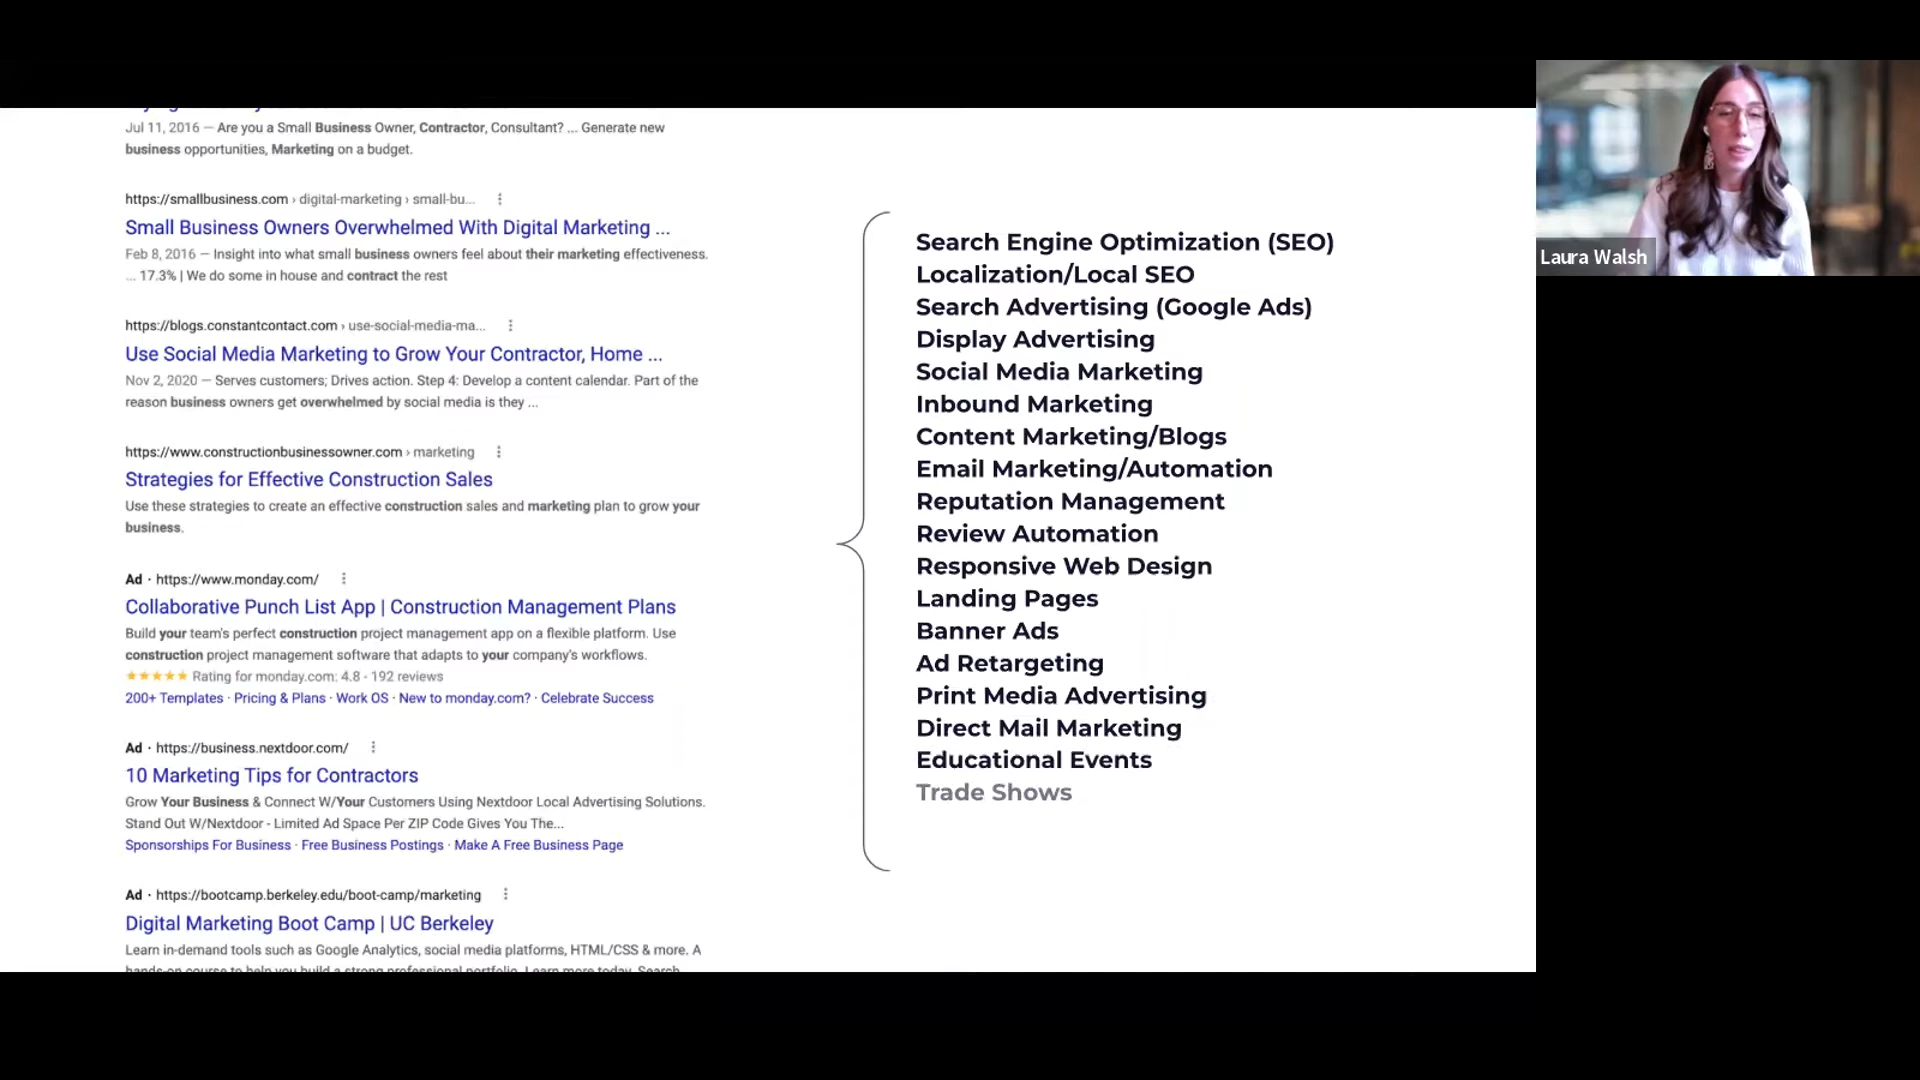 Jul 11, 2016 — Are you a Small Business Owner, Contractor, Consultant? ... Generate new
business opportunities, Marketing on a budget.
https://smallbusiness.com › digital-marketing › small-bu...
Small Business Owners Overwhelmed With Digital Marketing ...
Feb 8, 2016 — Insight into what small business owners feel about their marketing effectiveness.
... 17.3% | We do some in house and contract the rest
https://blogs.constantcontact.com › use-social-media-ma...
Use Social Media Marketing to Grow Your Contractor, Home ...
Nov 2, 2020 — Serves customers; Drives action. Step 4: Develop a content calendar. Part of the
reason business owners get overwhelmed by social media is they ...
https://www.constructionbusinessowner.com › marketing
Strategies for Effective Construction Sales
Use these strategies to create an effective construction sales and marketing plan to grow your
business.
Ad · https://www.monday.com/
Collaborative Punch List App | Construction Management Plans
Build your team's perfect construction project management app on a flexible platform. Use
construction project management software that adapts to your company's workflows.
★★★★★ Rating for monday.com: 4.8 - 192 reviews
200+ Templates · Pricing & Plans · Work OS · New to monday.com? · Celebrate Success
Ad · https://business.nextdoor.com/
10 Marketing Tips for Contractors
Grow Your Business & Connect W/Your Customers Using Nextdoor Local Advertising Solutions.
Stand Out W/Nextdoor - Limited Ad Space Per ZIP Code Gives You The...
Sponsorships For Business · Free Business Postings · Make A Free Business Page
Ad · https://bootcamp.berkeley.edu/boot-camp/marketing
Digital Marketing Boot Camp | UC Berkeley
Learn in-demand tools such as Google Analytics, social media platforms, HTML/CSS & more. A
hands-on course to help you build a strong professional portfolio. Learn more today. Search
Search Engine Optimization (SEO)
Localization/Local SEO
Search Advertising (Google Ads)
Display Advertising
Social Media Marketing
Inbound Marketing
Content Marketing/Blogs
Email Marketing/Automation
Reputation Management
Review Automation
Responsive Web Design
Landing Pages
Banner Ads
Ad Retargeting
Print Media Advertising
Direct Mail Marketing
Educational Events
Trade Shows
Laura Walsh